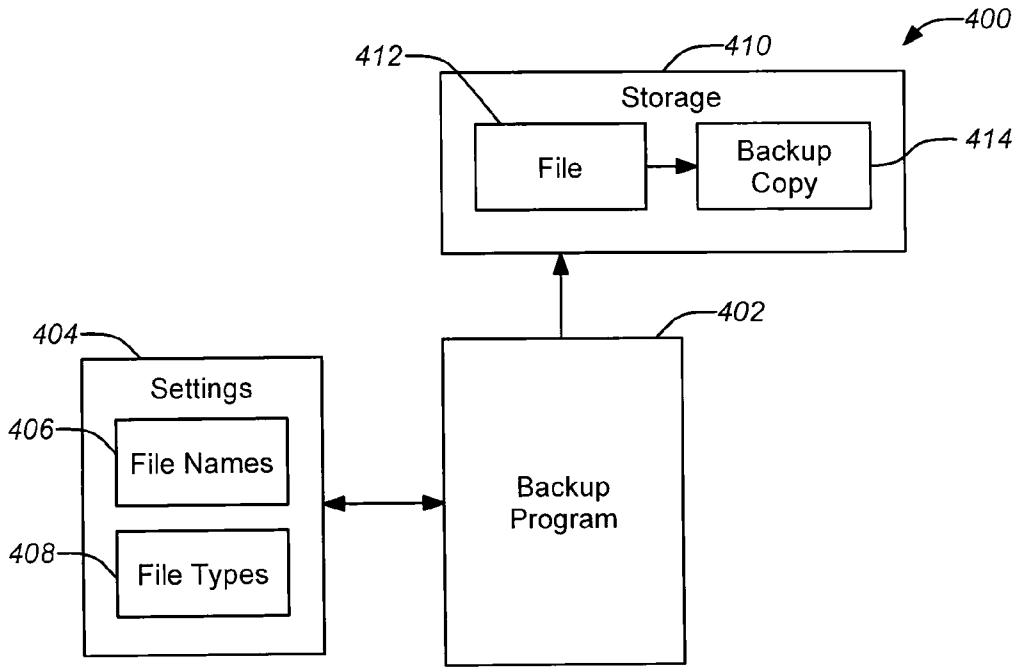 400
412
410
Storage
File
Backup
Copy
414
402
404
Settings
406
File Names
Backup
Program
408
File Types